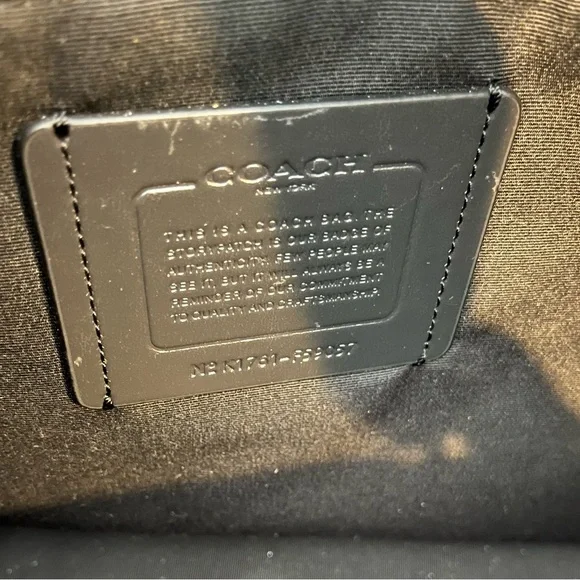 COACH
NEW YORK
THIS IS A COACH BAG. THE
STORYPATCH IS OUR BADGE OF
AUTHENTICITY. FEW PEOPLE MAY
SEE IT, BUT IT WILL ALWAYS BE A
REMINDER OF OUR COMMITMENT
TO QUALITY AND CRAFTSMANSHIP.
Nº K1761-F59057